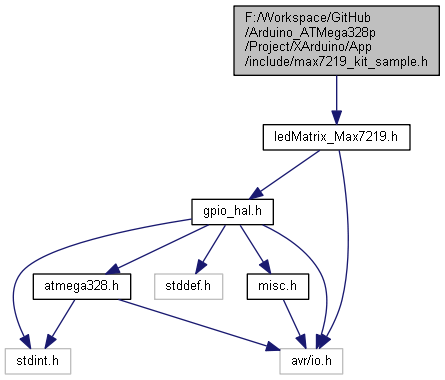 F:/Workspace/GitHub
/Arduino_ATMega328p
/Project/XArduino/App
/include/max7219_kit_sample.h
ledMatrix_Max7219.h
gpio_hal.h
atmega328.h
stddef.h
misc.h
stdint.h
avr/io.h